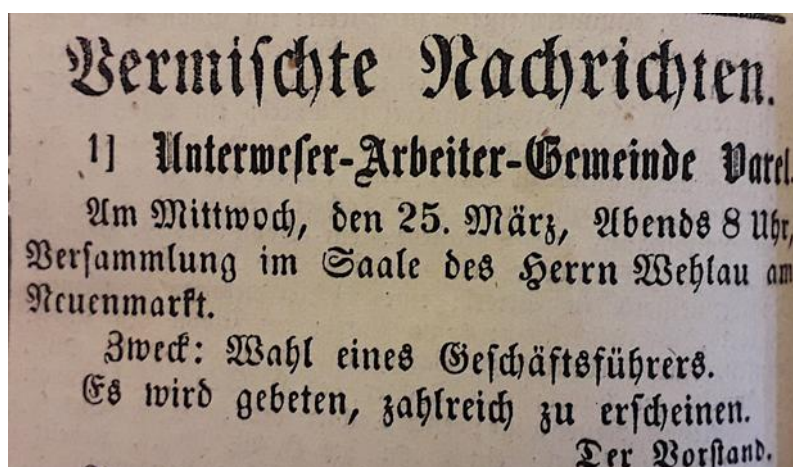 Vermischte Nachrichten.
1] Unterweser-Arbeiter-Gemeinde Varel.
Am Mittwoch, den 25. März, Abends 8 Uhr,
Versammlung im Saale des Herrn Wehlau am
Neuenmarkt.
Zweck: Wahl eines Geschäftsführers.
Es wird gebeten, zahlreich zu erscheinen.
Der Vorstand.